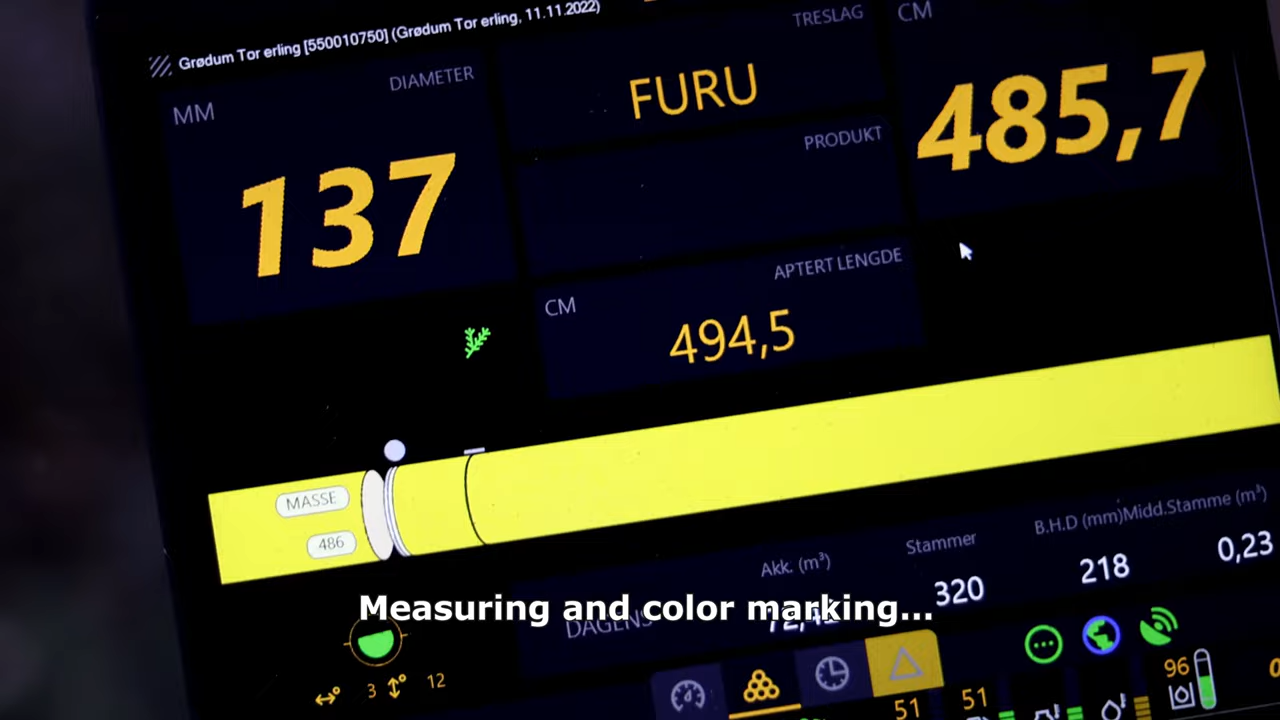 Grødum Tor erling [550010750] (Grødum Tor erling, 11.11.2022)
MM
DIAMETER
137
TRESLAG
FURU
PRODUKT
CM
485,7
APTERT LENGDE
CM
494,5
MASSE
486
Akk. (m³)
Stammer
B.H.D (mm)
Midd.Stamme (m³)
DAGENS
320
218
0,23
Measuring and color marking...
3
12
51
51
96